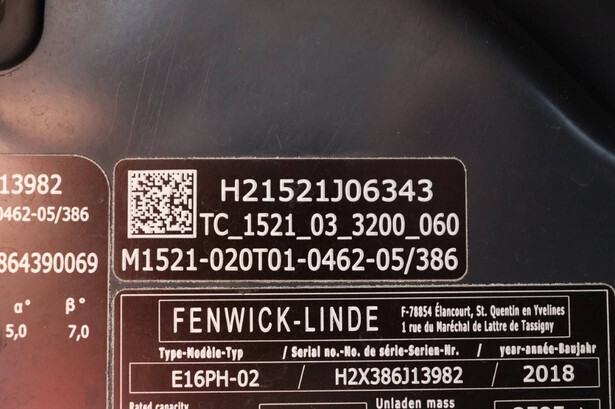 13982
0462-05/386
864390069
α° β°
5,0 7,0
H21521J06343
TC_1521_03_3200_060
M1521-020T01-0462-05/386
FENWICK-LINDE
F-78854 Élancourt, St. Quentin en Yvelines
1 rue du Maréchal de Lattre de Tassigny
Type-Modèle-Typ / Serial no.-No. de série-Serien-Nr. / year-année-Baujahr
E16PH-02 / H2X386J13982 / 2018
Rated capacity Unladen mass